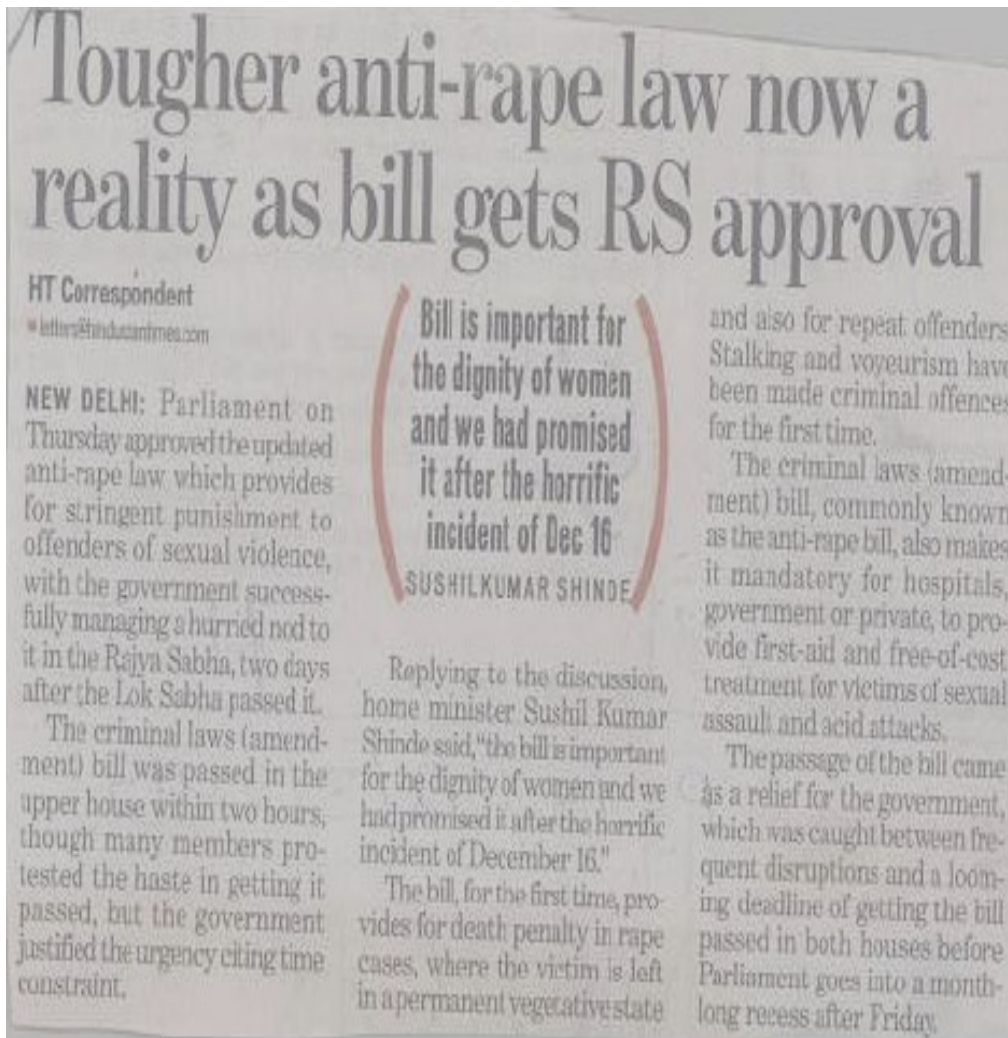 Tougher anti-rape law now a
reality as bill gets RS approval
HT Correspondent
letters@hindustantimes.com
NEW DELHI: Parliament on
Thursday approved the updated
anti-rape law which provides
for stringent punishment to
offenders of sexual violence,
with the government success-
fully managing a hurried nod to
it in the Rajya Sabha, two days
after the Lok Sabha passed it.
The criminal laws (amend-
ment) bill was passed in the
upper house within two hours,
though many members pro-
tested the haste in getting it
passed, but the government
justified the urgency citing time
constraint.
Bill is important for
the dignity of women
and we had promised
it after the horrific
incident of Dec 16
SUSHILKUMAR SHINDE
Replying to the discussion,
home minister Sushil Kumar
Shinde said, "the bill is important
for the dignity of women and we
had promised it after the horrific
incident of December 16."
The bill, for the first time, pro-
vides for death penalty in rape
cases, where the victim is left
in a permanent vegetative state
and also for repeat offenders.
Stalking and voyeurism have
been made criminal offences
for the first time.
The criminal laws (amend-
ment) bill, commonly known
as the anti-rape bill, also makes
it mandatory for hospitals,
government or private, to pro-
vide first-aid and free-of-cost
treatment for victims of sexual
assault and acid attacks.
The passage of the bill came
as a relief for the government,
which was caught between fre-
quent disruptions and a loom-
ing deadline of getting the bill
passed in both houses before
Parliament goes into a month-
long recess after Friday.